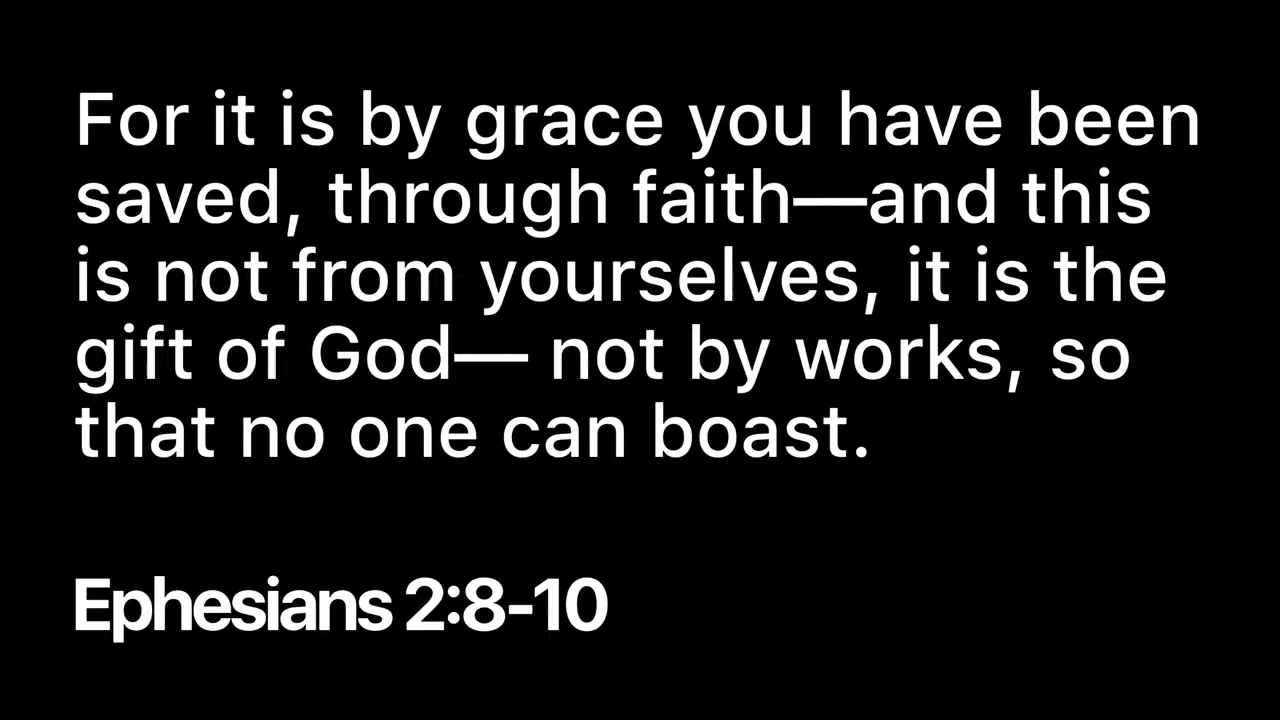 For it is by grace you have been
saved, through faith—and this
is not from yourselves, it is the
gift of God— not by works, so
that no one can boast.
Ephesians 2:8-10